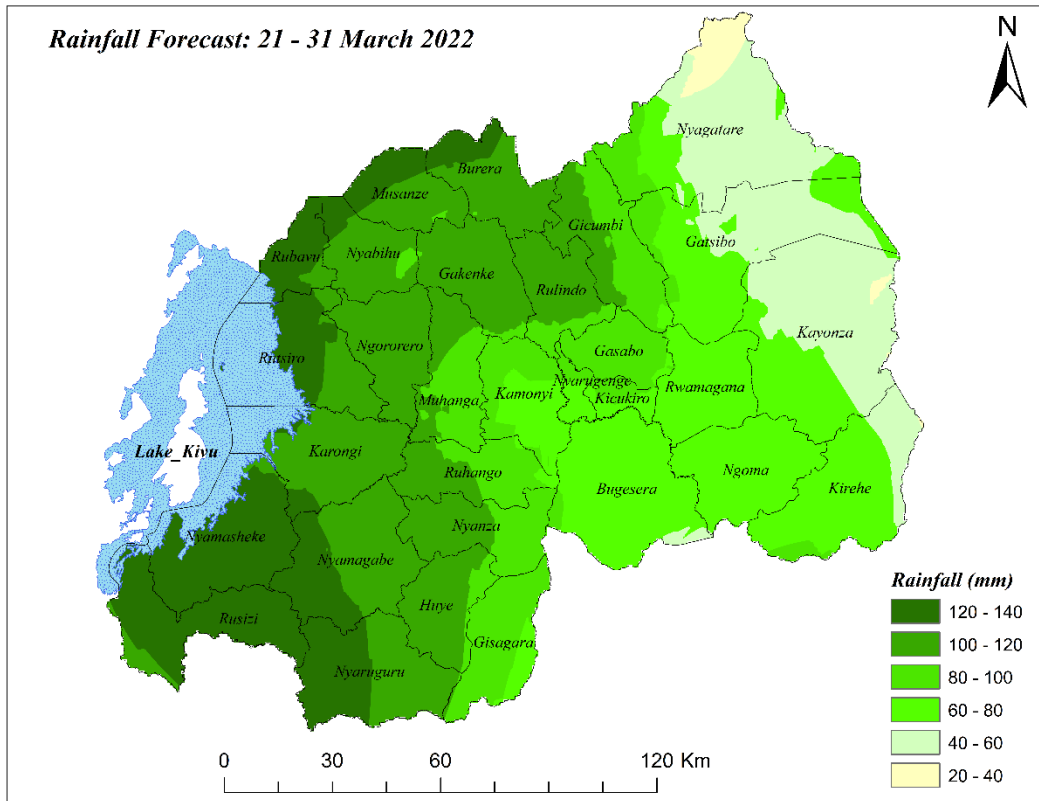 Rainfall Forecast: 21 - 31 March 2022
N
Nyagatare
Burera
Musanze
Gicumbi
Rubavu
Nyabihu
Gatsibo
Gakenke
Rulindo
Kayonza
Rutsiro
Ngororero
Gasabo
Nyarugenge
Rwamagana
Kicukiro
Muhanga
Kamonyi
Lake_Kivu
Karongi
Ruhango
Ngoma
Bugesera
Kirehe
Nyamasheke
Nyanza
Nyamagabe
Huye
Rusizi
Gisagara
Nyaruguru
Rainfall (mm)
120 - 140
100 - 120
80 - 100
60 - 80
40 - 60
20 - 40
0 30 60 120 Km